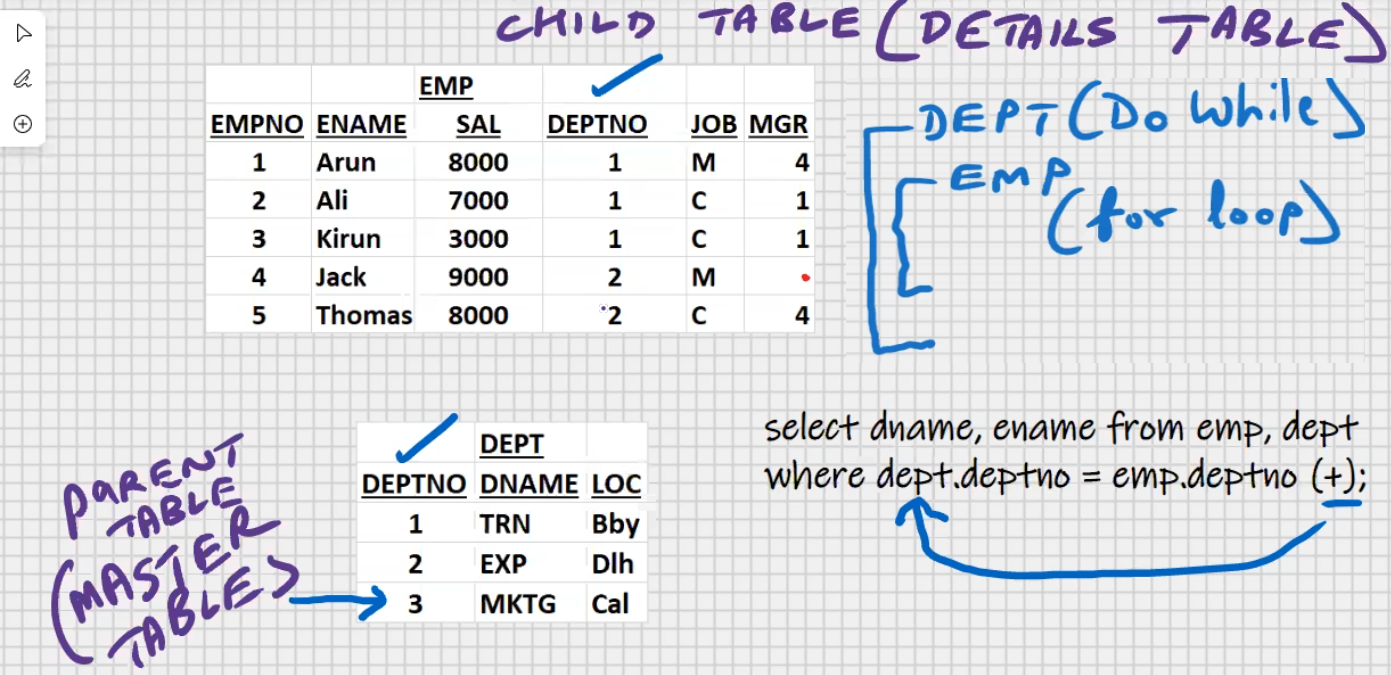 CHILD TABLE (DETAILS TABLE)
EMP
EMPNO ENAME SAL DEPTNO JOB MGR
1 Arun 8000 1 M 4
2 Ali 7000 1 C 1
3 Kirun 3000 1 C 1
4 Jack 9000 2 M
5 Thomas 8000 2 C 4
DEPT (Do While)
EMP
(for loop)
PARENT
TABLE
(MASTER
TABLE)
DEPT
DEPTNO DNAME LOC
1 TRN Bby
2 EXP Dlh
3 MKTG Cal
select dname, ename from emp, dept
where dept.deptno = emp.deptno (+);